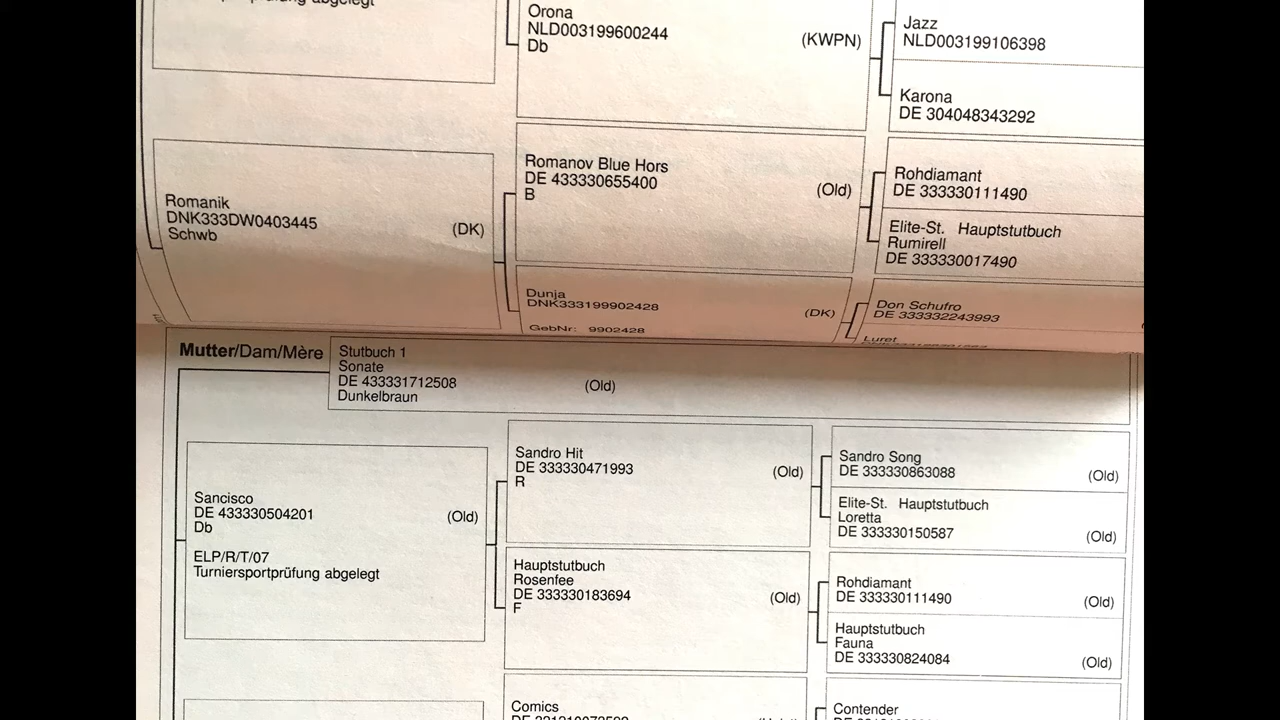 abgelegt
Orona
NLD003199600244
(KWPN)
Db
Jazz
NLD003199106398
Karona
DE 304048343292
Romanik
DNK333DW0403445
(DK)
Schwb
Romanov Blue Hors
DE 433330655400
(Old)
B
Rohdiamant
DE 333330111490
Elite-St. Hauptstutbuch
Rumirell
DE 333330017490
Dunja
DNK333199902428
(DK)
GebNr: 9902428
Don Schufro
DE 333332243993
Luret
Mutter/Dam/Mère
Stutbuch 1
Sonate
DE 433331712508
(Old)
Dunkelbraun
Sancisco
DE 433330504201
(Old)
Db
ELP/R/T/07
Turniersportprüfung abgelegt
Sandro Hit
DE 333330471993
(Old)
R
Sandro Song
DE 333330863088
(Old)
Elite-St. Hauptstutbuch
Loretta
DE 333330150587
(Old)
Hauptstutbuch
Rosenfee
DE 333330183694
(Old)
F
Rohdiamant
DE 333330111490
(Old)
Hauptstutbuch
Fauna
DE 333330824084
(Old)
Comics
Contender